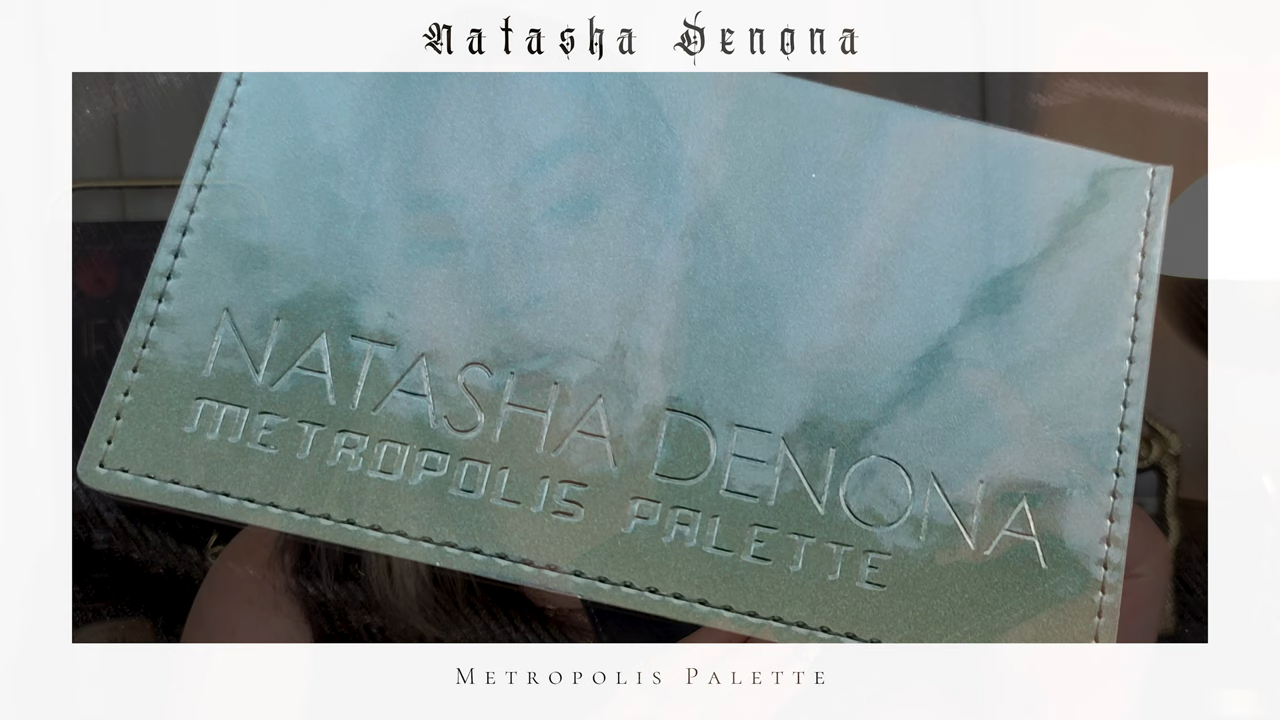 Natasha Denona
NATASHA DENONA
METROPOLIS PALETTE
Metropolis Palette